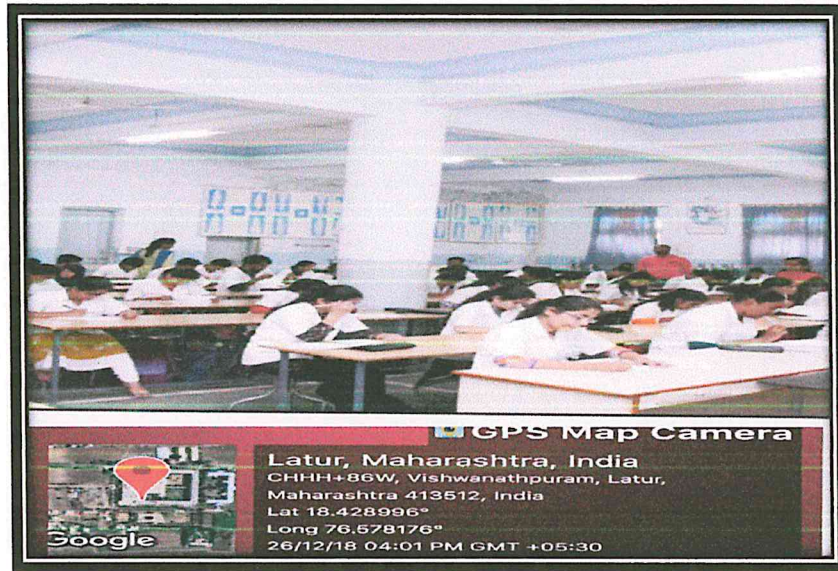 GPS Map Camera
Latur, Maharashtra, India
CHHH+86W, Vishwanathpuram, Latur,
Maharashtra 413512, India
Lat 18.428996°
Long 76.578176°
26/12/18 04:01 PM GMT +05:30
Google